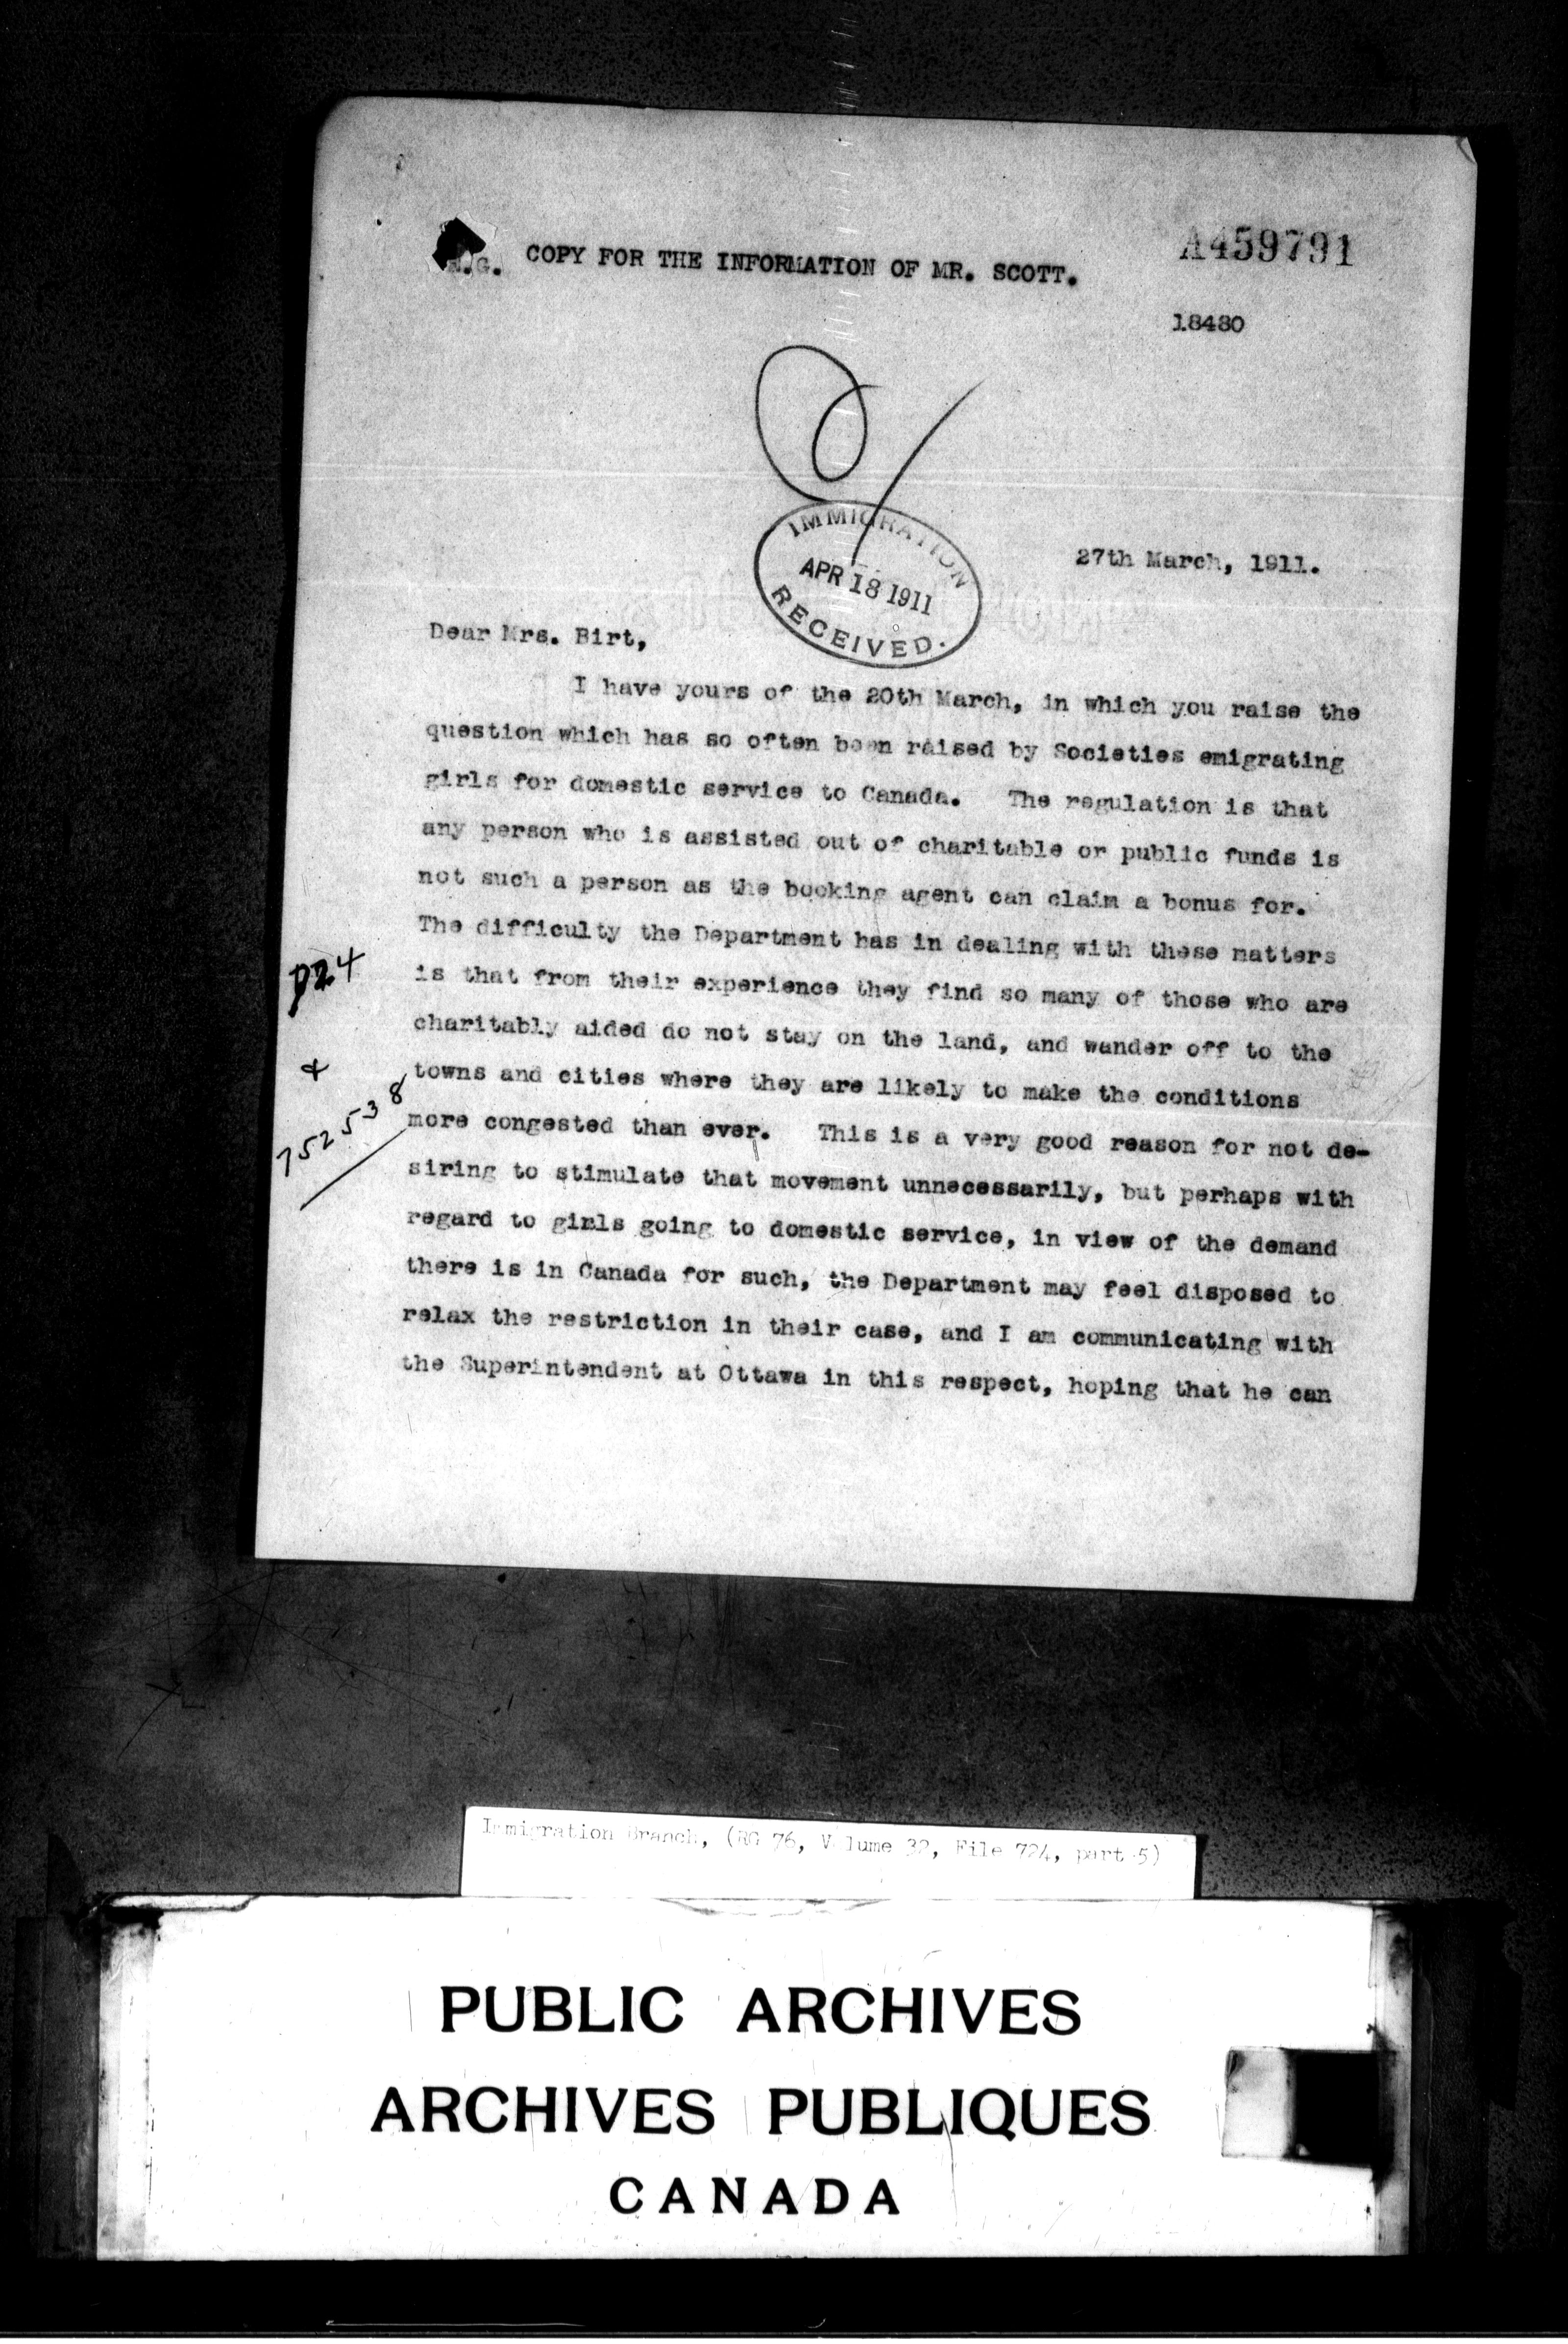 G. COPY FOR THE INFORMATION OF MR. SCOTT.
A459791
18480
IMMIGRATION
APR 18 1911
RECEIVED.
27th March, 1911.
Dear Mrs. Birt,
I have yours of the 20th March, in which you raise the
question which has so often been raised by Societies emigrating
girls for domestic service to Canada. The regulation is that
any person who is assisted out of charitable or public funds is
not such a person as the booking agent can claim a bonus for.
The difficulty the Department has in dealing with these matters
is that from their experience they find so many of those who are
charitably aided do not stay on the land, and wander off to the
towns and cities where they are likely to make the conditions
more congested than ever. This is a very good reason for not de-
siring to stimulate that movement unnecessarily, but perhaps with
regard to girls going to domestic service, in view of the demand
there is in Canada for such, the Department may feel disposed to
relax the restriction in their case, and I am communicating with
the Superintendent at Ottawa in this respect, hoping that he can
724
&
752538
Immigration Branch, (RG 76, Volume 32, File 724, part 5)
PUBLIC ARCHIVES
ARCHIVES PUBLIQUES
CANADA